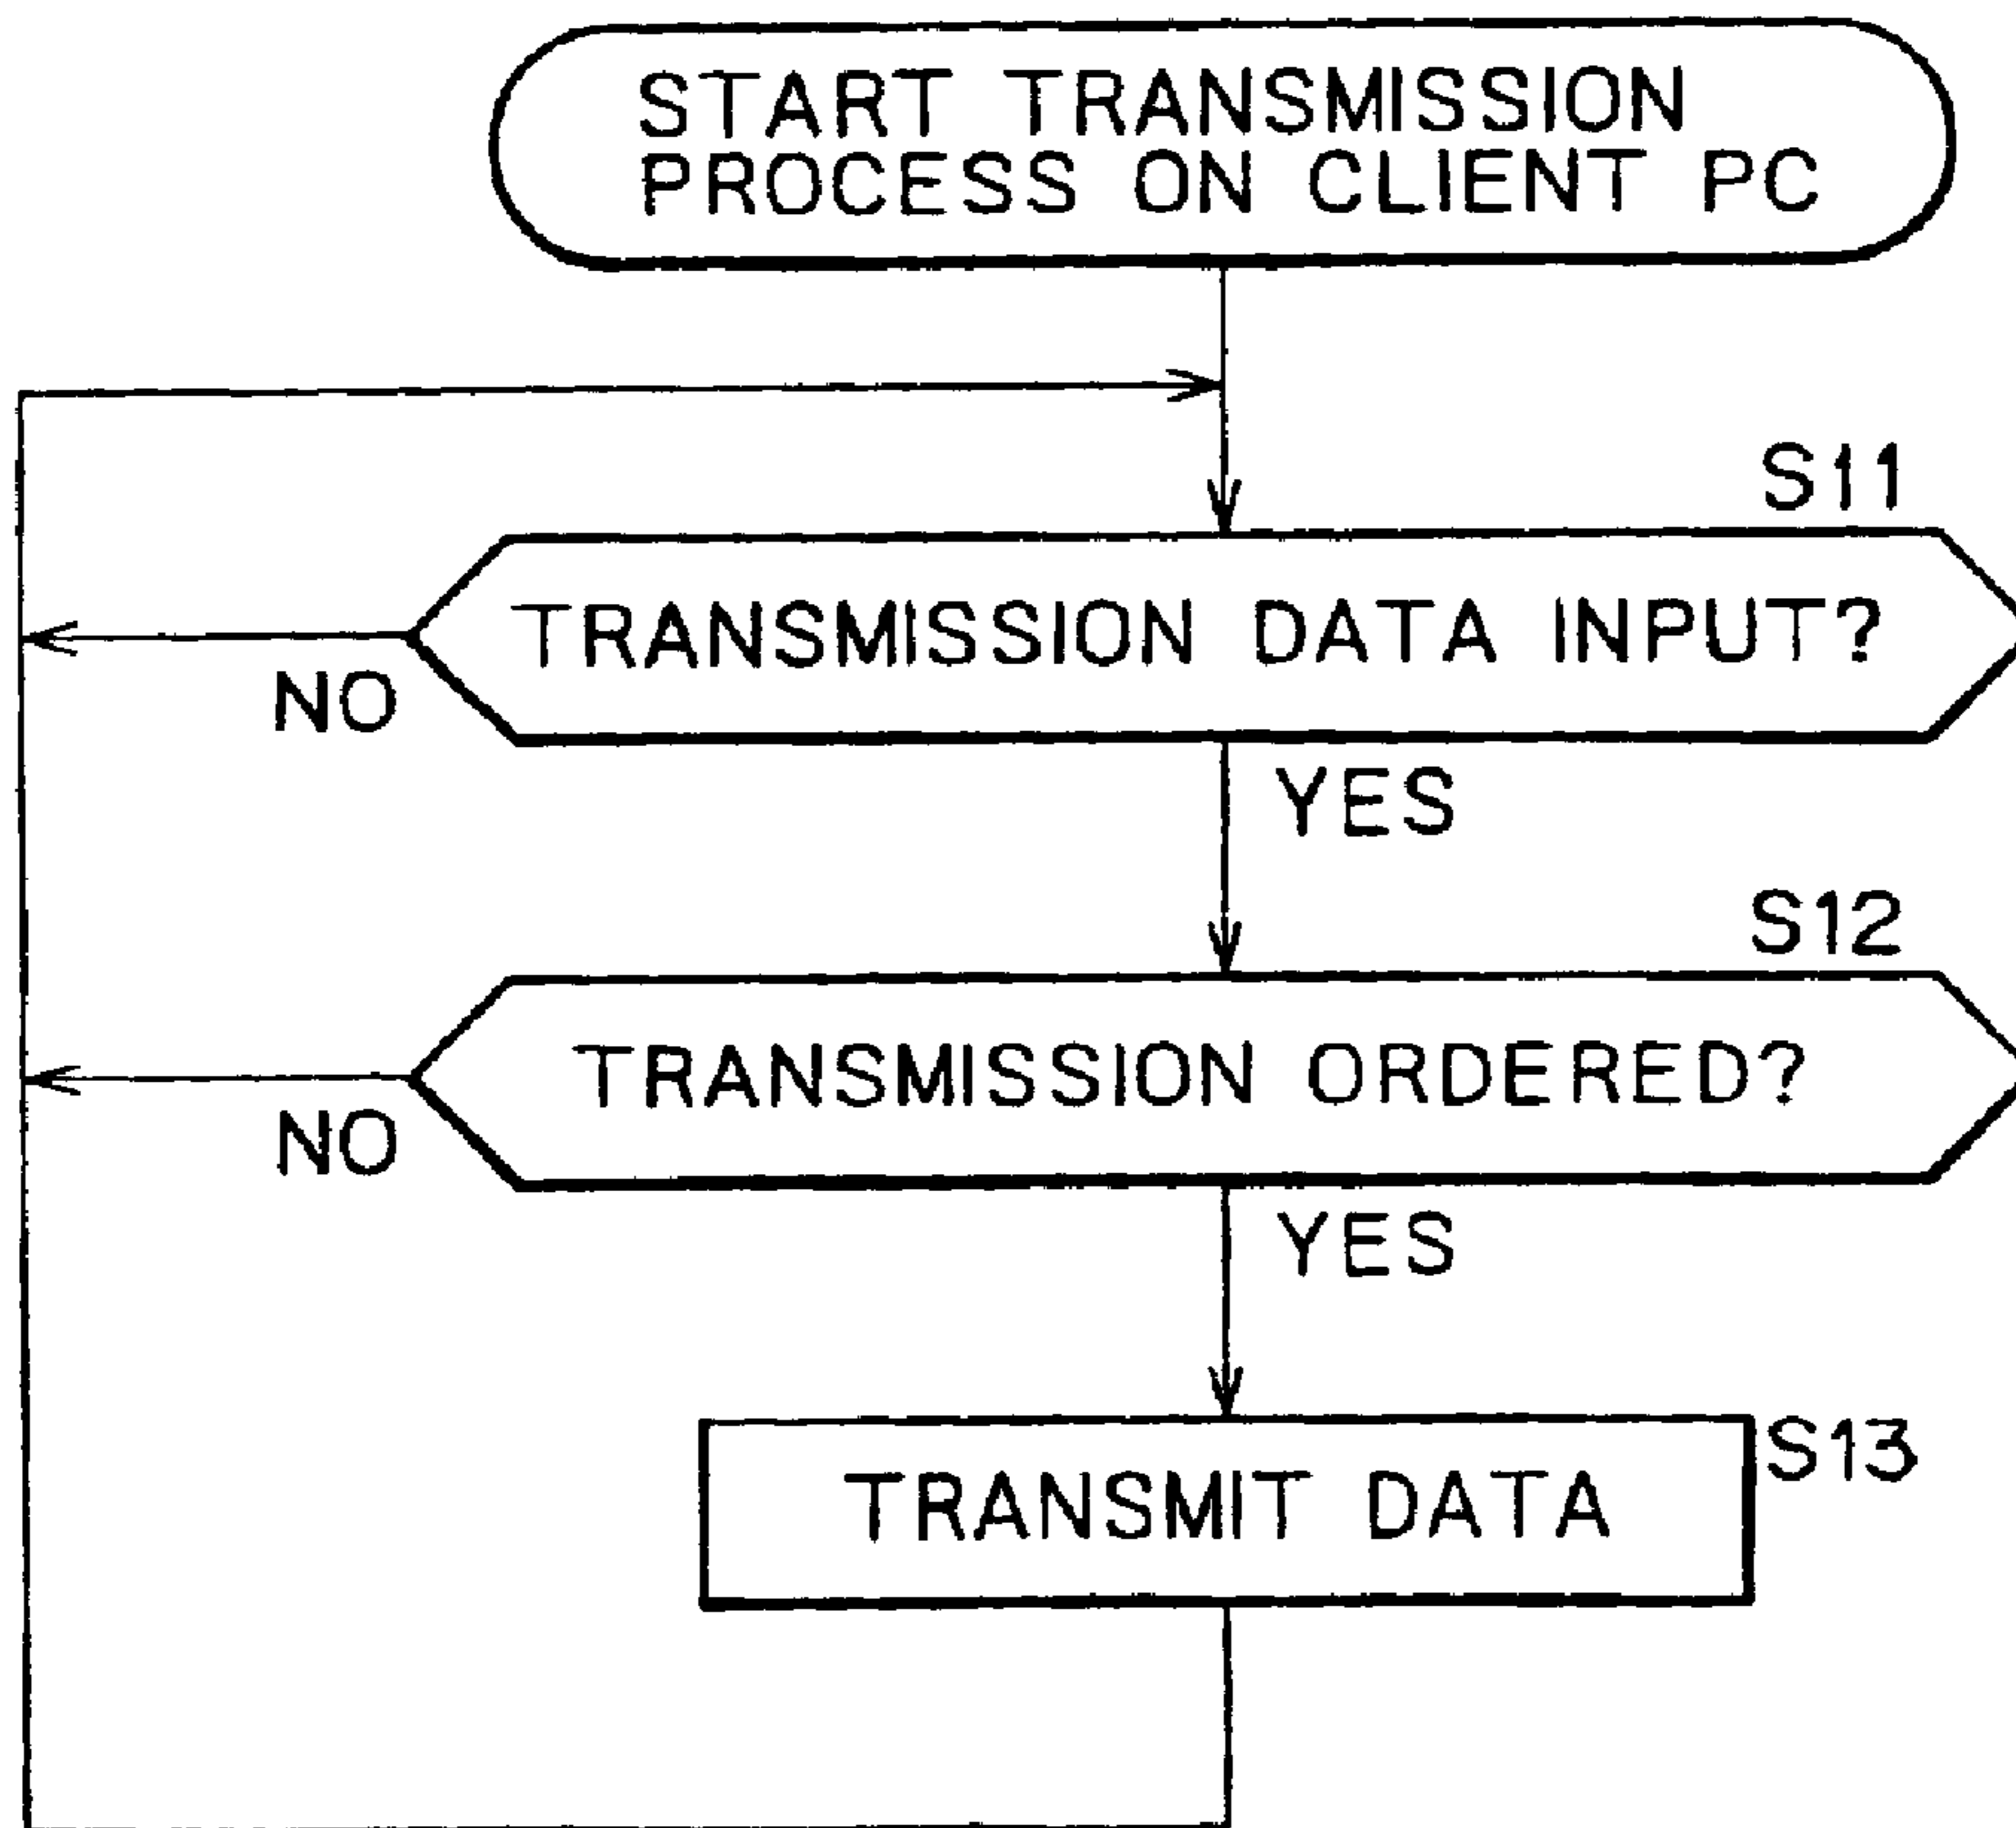 START TRANSMISSION
PROCESS ON CLIENT PC
S11
TRANSMISSION DATA INPUT?
NO
YES
S12
TRANSMISSION ORDERED?
NO
YES
S13
TRANSMIT DATA